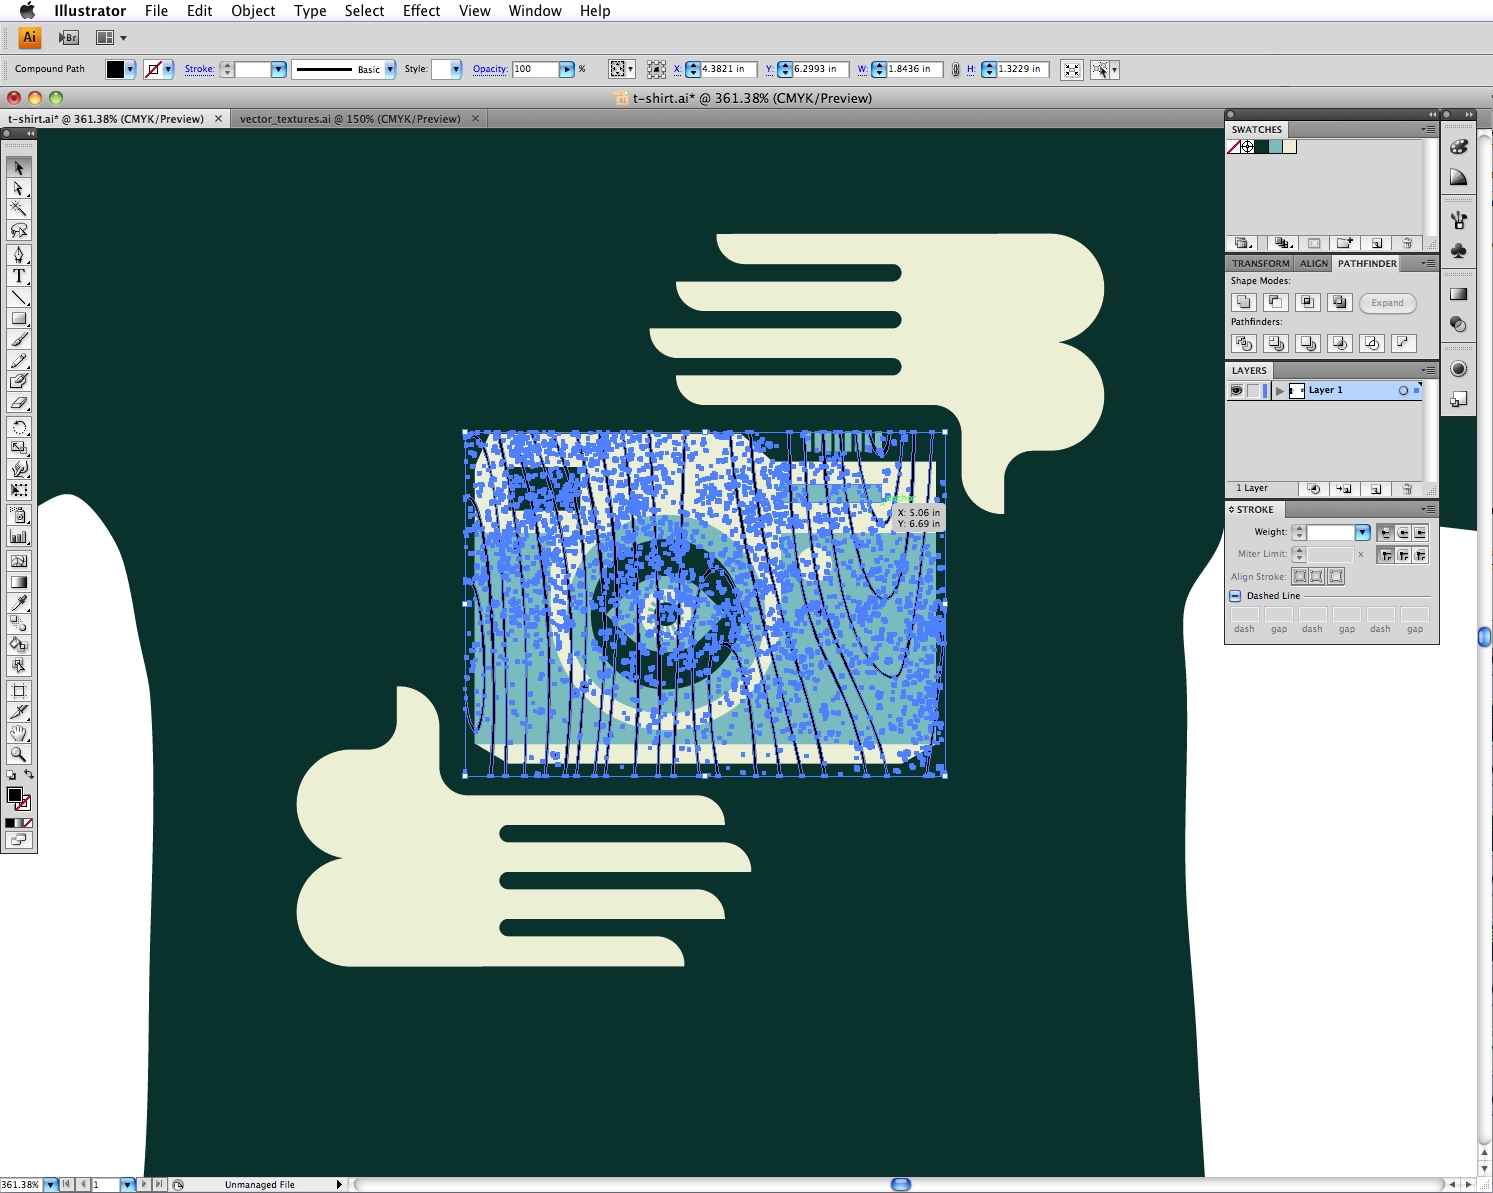 Illustrator File Edit Object Type Select Effect View Window Help
Ai Br
Compound Path Stroke: Basic Style: Opacity: 100 % X: 4.3821 in Y: 6.2993 in W: 1.8436 in H: 1.3229 in
t-shirt.ai* @ 361.38% (CMYK/Preview)
t-shirt.ai* @ 361.38% (CMYK/Preview) vector_textures.ai @ 150% (CMYK/Preview)
SWATCHES
TRANSFORM ALIGN PATHFINDER
Shape Modes:
Expand
Pathfinders:
LAYERS
Layer 1
1 Layer
STROKE
Weight:
Miter Limit: x
Align Stroke:
Dashed Line
dash gap dash gap dash gap
X: 5.06 in
Y: 6.69 in
T
361.38% 1 Unmanaged File